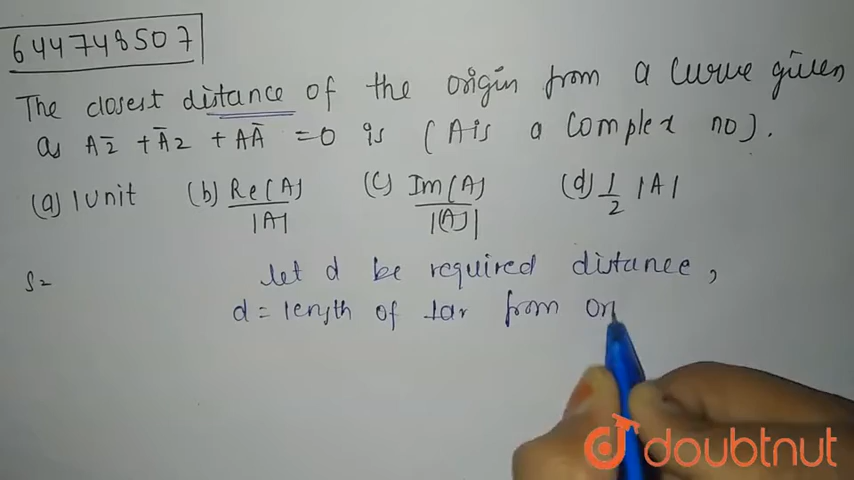 644748507
The closest distance of the origin from a curve given
as Az̄ + Āz + AĀ = 0 is (A is a complex no).
(a) 1 unit (b) Re(A)/|A| (c) Im(A)/|(A)| (d) 1/2 |A|
S=
let d be required distance,
d = length of ⊥ar from or
doubtnut